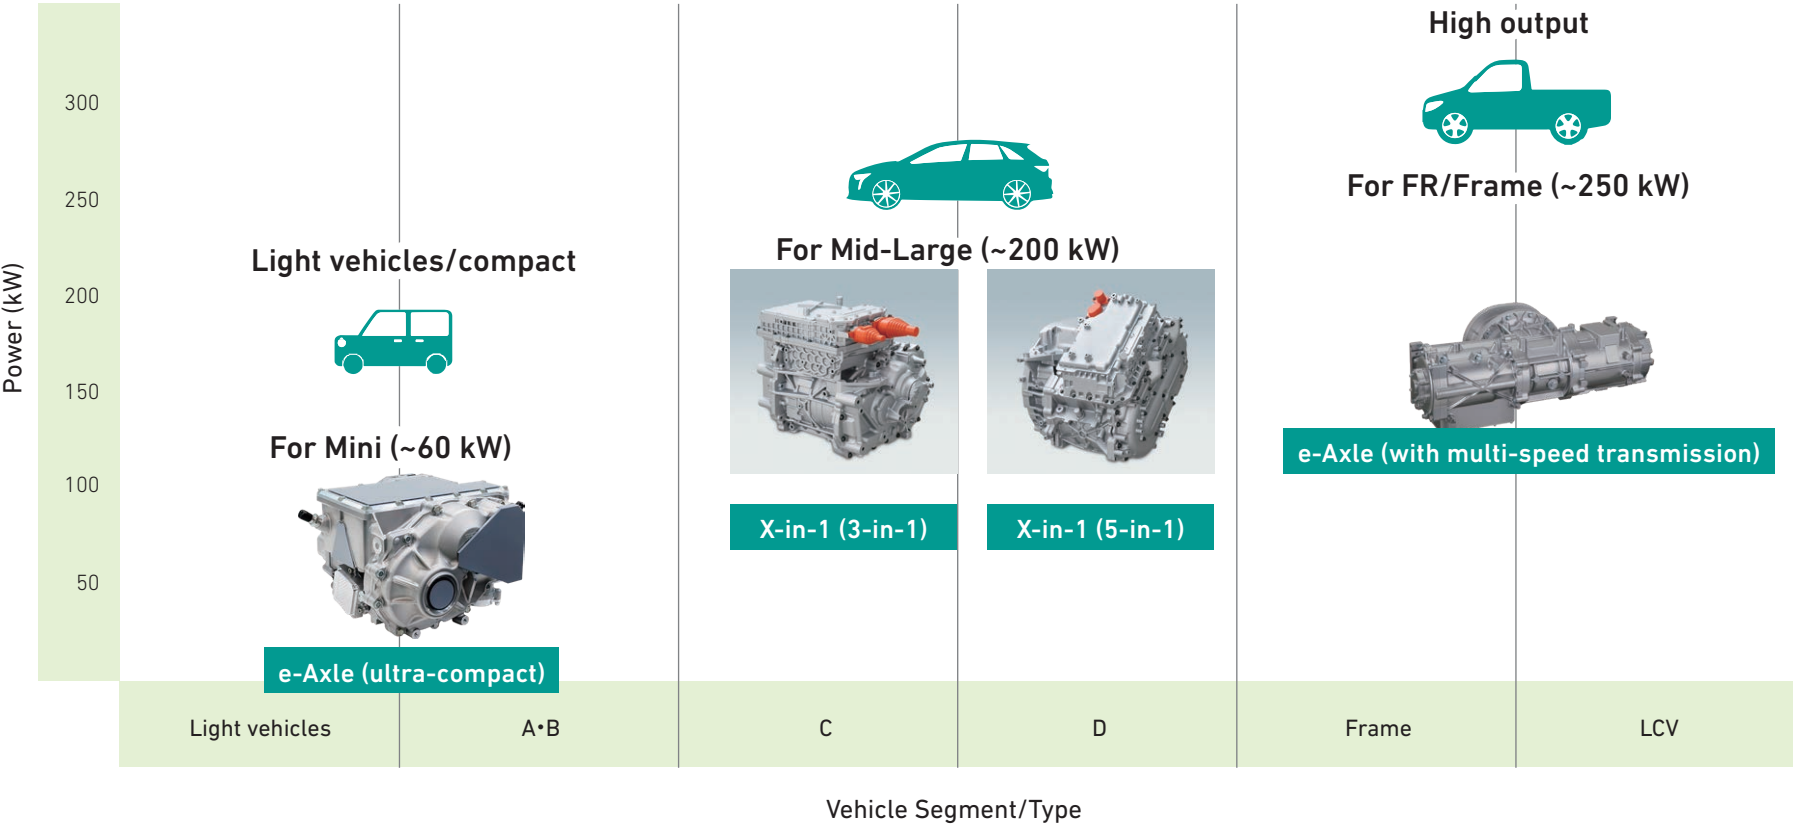 High output
300
For FR/Frame (~250 kW)
250
For Mid-Large (~200 kW)
Light vehicles/compact
200
Power (kW)
150
For Mini (~60 kW)
e-Axle (with multi-speed transmission)
100
X-in-1 (3-in-1)
X-in-1 (5-in-1)
50
e-Axle (ultra-compact)
Light vehicles
A•B
C
D
Frame
LCV
Vehicle Segment/Type